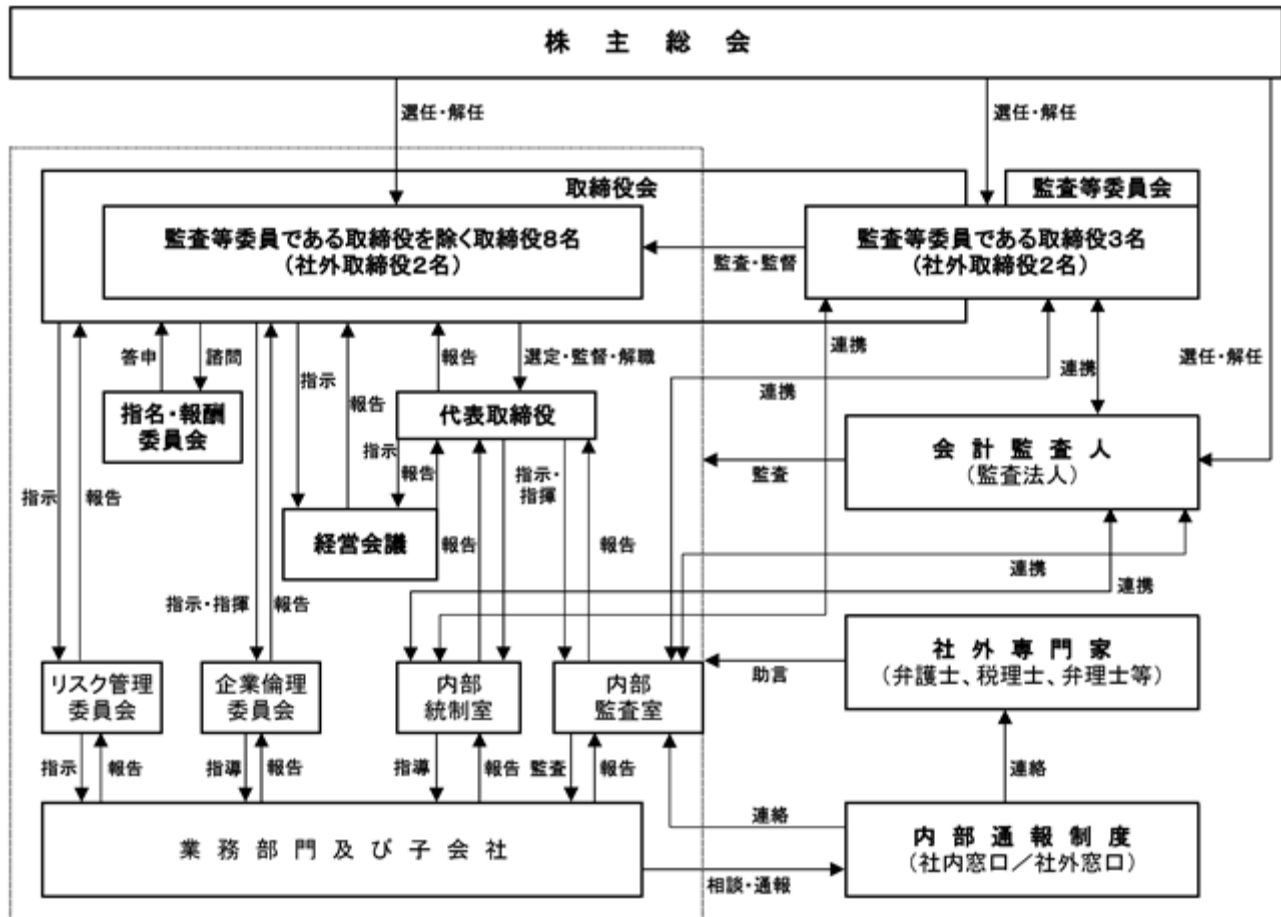 株主総会
選任・解任
選任・解任
取締役会
監査等委員会
監査等委員である取締役を除く取締役8名
(社外取締役2名)
監査・監督
監査等委員である取締役3名
(社外取締役2名)
答申
諮問
指示
報告
報告
選定・監督・解職
連携
連携
連携
選任・解任
指名・報酬
委員会
代表取締役
会計監査人
(監査法人)
監査
指示
報告
指示
報告
指示・
指揮
経営会議
報告
報告
連携
連携
指示・指揮
報告
社外専門家
(弁護士、税理士、弁理士等)
助言
リスク管理
委員会
企業倫理
委員会
内部
統制室
内部
監査室
指示
報告
指導
報告
指導
報告
監査
報告
連絡
連絡
業務部門及び子会社
内部通報制度
(社内窓口／社外窓口)
相談・通報